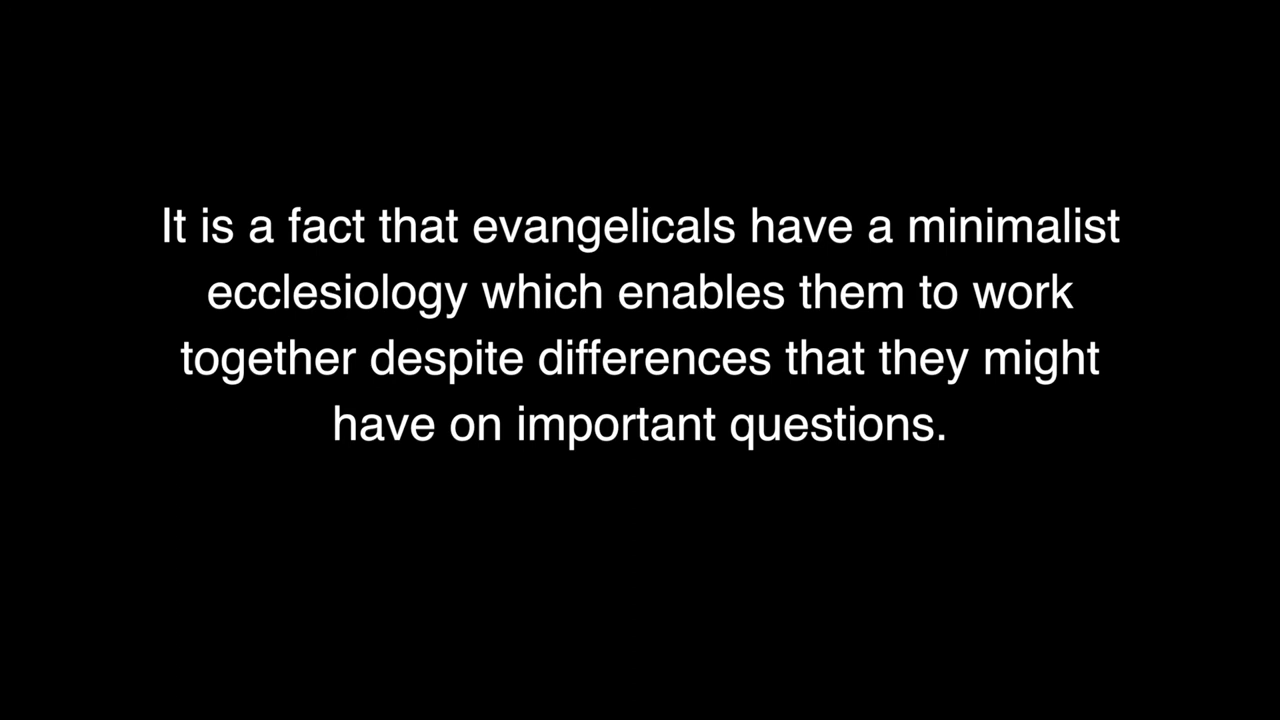 It is a fact that evangelicals have a minimalist
ecclesiology which enables them to work
together despite differences that they might
have on important questions.